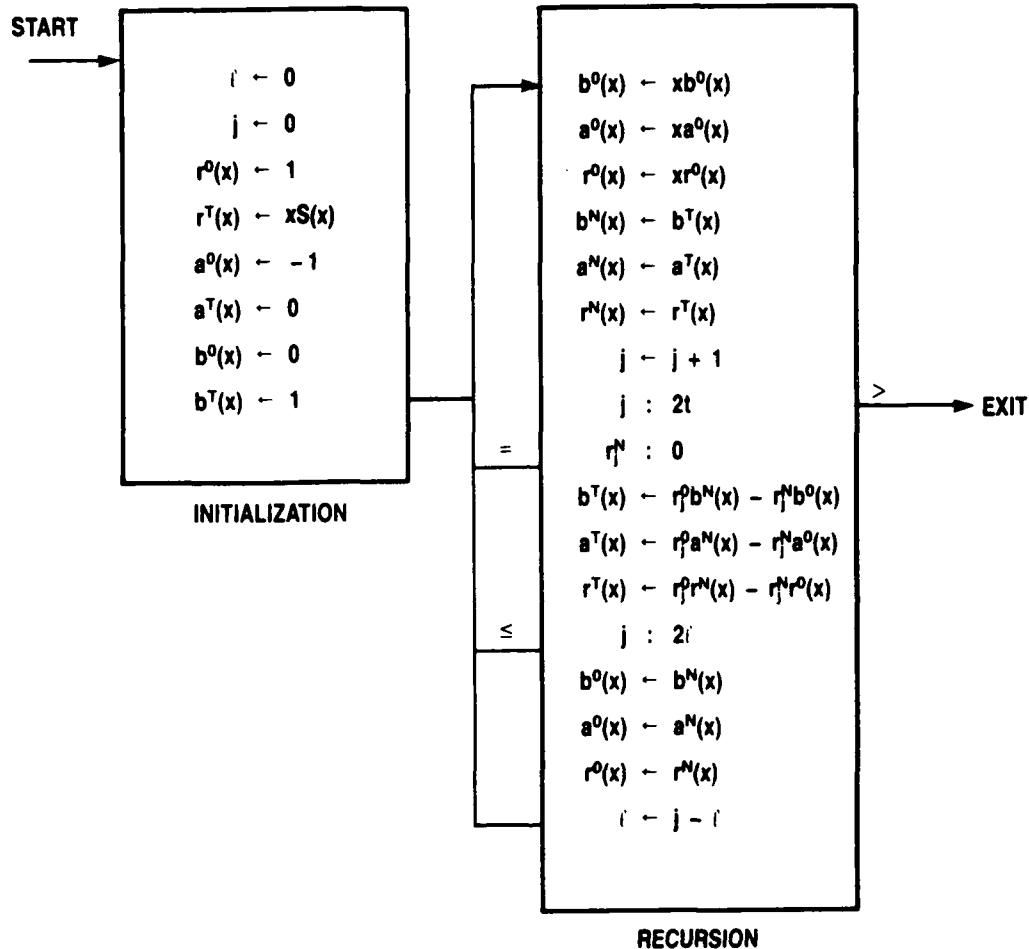 START
ℓ ← 0
j ← 0
r⁰(x) ← 1
rᵀ(x) ← xS(x)
a⁰(x) ← −1
aᵀ(x) ← 0
b⁰(x) ← 0
bᵀ(x) ← 1
INITIALIZATION
b⁰(x) ← xb⁰(x)
a⁰(x) ← xa⁰(x)
r⁰(x) ← xr⁰(x)
bᴺ(x) ← bᵀ(x)
aᴺ(x) ← aᵀ(x)
rᴺ(x) ← rᵀ(x)
j ← j + 1
j : 2t
>
EXIT
rⱼᴺ : 0
=
bᵀ(x) ← rⱼ⁰bᴺ(x) − rⱼᴺb⁰(x)
aᵀ(x) ← rⱼ⁰aᴺ(x) − rⱼᴺa⁰(x)
rᵀ(x) ← rⱼ⁰rᴺ(x) − rⱼᴺr⁰(x)
j : 2ℓ
≤
b⁰(x) ← bᴺ(x)
a⁰(x) ← aᴺ(x)
r⁰(x) ← rᴺ(x)
ℓ ← j − ℓ
RECURSION